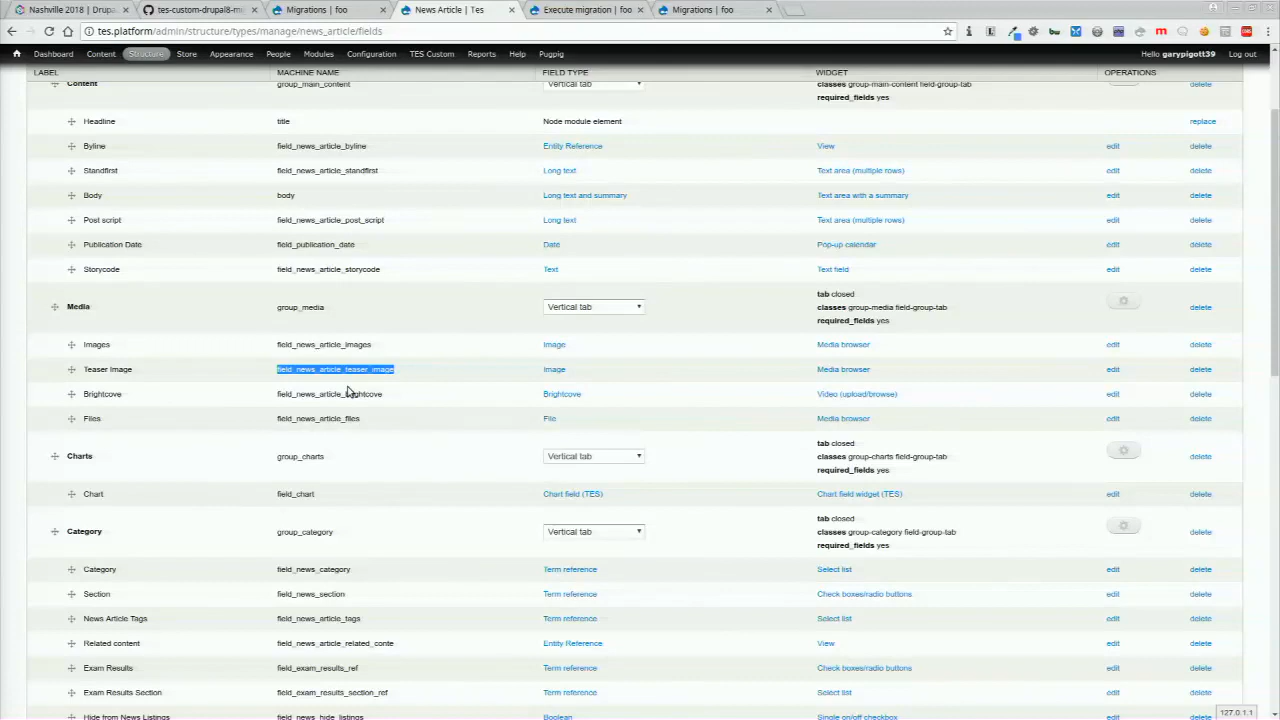 Nashville 2018 | Drupa
tes-custom-drupal8-mi
Migrations | foo
News Article | Tes
Execute migration | foo
Migrations | foo
tes.platform/admin/structure/types/manage/news_article/fields
Dashboard Content Structure Store Appearance People Modules Configuration TES Custom Reports Help Puppig Hello garypigott39 Log out
LABEL MACHINE NAME FIELD TYPE WIDGET OPERATIONS
Content group_main_content Vertical tab classes group-main-content field-group-tab delete
required_fields yes
Headline title Node module element replace
Byline field_news_article_byline Entity Reference View edit delete
Standfirst field_news_article_standfirst Long text Text area (multiple rows) edit delete
Body body Long text and summary Text area with a summary edit delete
Post script field_news_article_post_script Long text Text area (multiple rows) edit delete
Publication Date field_publication_date Date Pop-up calendar edit delete
Storycode field_news_article_storycode Text Text field edit delete
tab closed
Media group_media Vertical tab classes group-media field-group-tab delete
required_fields yes
Images field_news_article_images Image Media browser edit delete
Teaser Image field_news_article_teaser_image Image Media browser edit delete
Brightcove Brightcove Video (upload/browse) edit delete
Files field_news_article_files File Media browser edit delete
tab closed
Charts group_charts Vertical tab classes group-charts field-group-tab delete
required_fields yes
Chart field_chart Chart field (TES) Chart field widget (TES) edit delete
tab closed
Category group_category Vertical tab classes group-category field-group-tab delete
required_fields yes
Category field_news_category Term reference Select list edit delete
Section field_news_section Term reference Check boxes/radio buttons edit delete
News Article Tags field_news_article_tags Term reference Select list edit delete
Related content field_news_article_related_conte Entity Reference View edit delete
Exam Results field_exam_results_ref Term reference Check boxes/radio buttons edit delete
Exam Results Section field_exam_results_section_ref Term reference Select list edit delete
Hide from News Listings field_news_hide_listings Boolean Single on/off checkbox edit delete
127.0.1.1